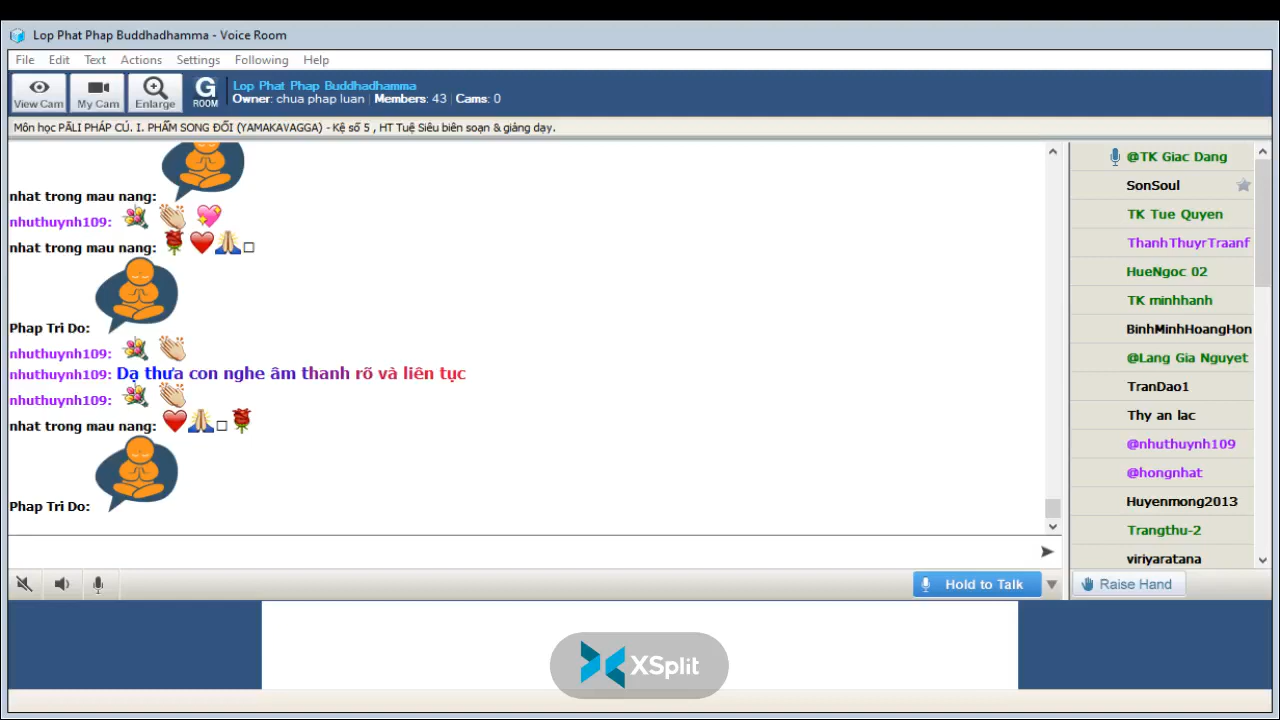 Lop Phat Phap Buddhadhamma - Voice Room
File Edit Text Actions Settings Following Help
View Cam My Cam Enlarge G ROOM
Lop Phat Phap Buddhadhamma
Owner: chua phap luan | Members: 43 | Cams: 0
Môn học PĀLI PHÁP CÚ. I. PHẨM SONG ĐỐI (YAMAKAVAGGA) - Kệ số 5 , HT Tuệ Siêu biên soạn & giảng dạy.
nhat trong mau nang:
nhuthuynh109:
nhat trong mau nang:
Phap Tri Do:
nhuthuynh109:
nhuthuynh109: Dạ thưa con nghe âm thanh rõ và liên tục
nhuthuynh109:
nhat trong mau nang:
Phap Tri Do:
@TK Giac Dang
SonSoul
TK Tue Quyen
ThanhThuyrTraanf
HueNgoc 02
TK minhhanh
BinhMinhHoangHon
@Lang Gia Nguyet
TranDao1
Thy an lac
@nhuthuynh109
@hongnhat
Huyenmong2013
Trangthu-2
viriyaratana
Hold to Talk
Raise Hand
XSplit